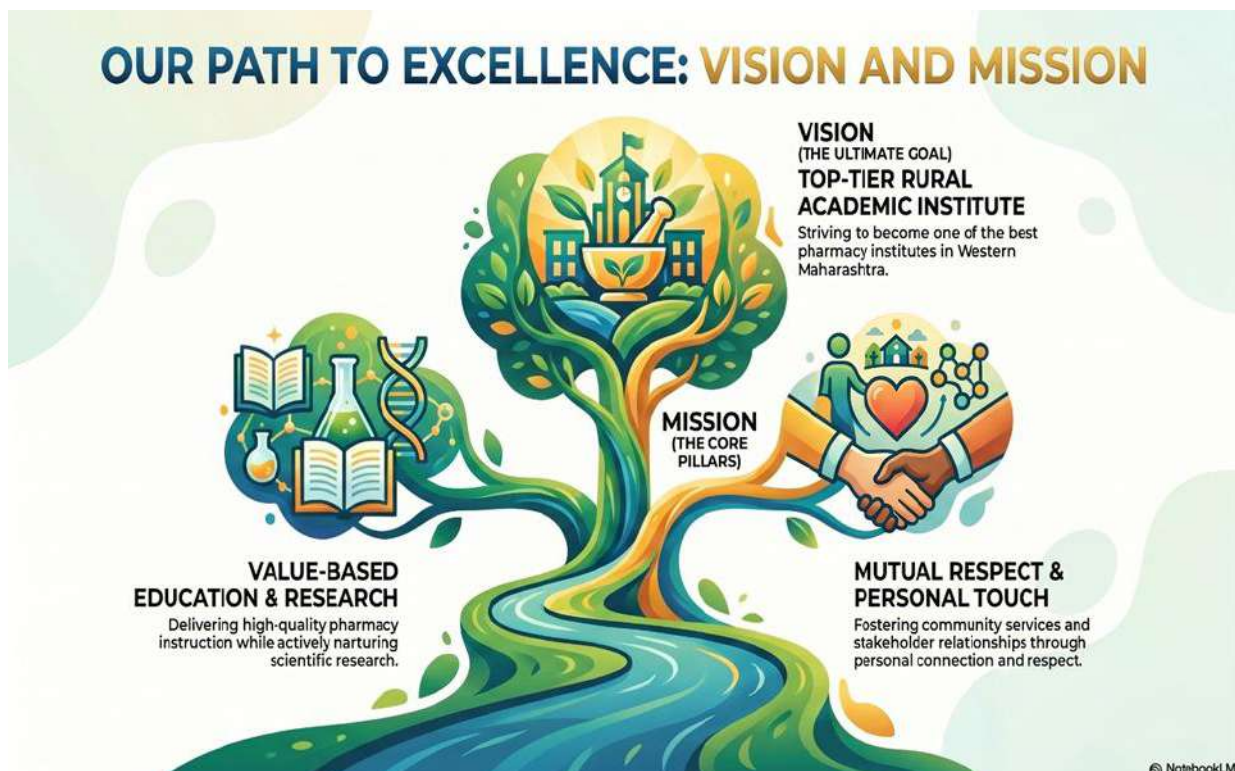 OUR PATH TO EXCELLENCE: VISION AND MISSION
VISION
(THE ULTIMATE GOAL)
TOP-TIER RURAL
ACADEMIC INSTITUTE
Striving to become one of the best
pharmacy institutes in Western
Maharastra.
MISSION
(THE CORE
PILLARS)
VALUE-BASED
EDUCATION & RESEARCH
Delivering high-quality pharmacy
instruction while actively narturing
scientific research.
MUTUAL RESPECT &
PERSONAL TOUCH
Fostering community services and
stakeholder relationships through
personal connection and respect.
NotebookLM